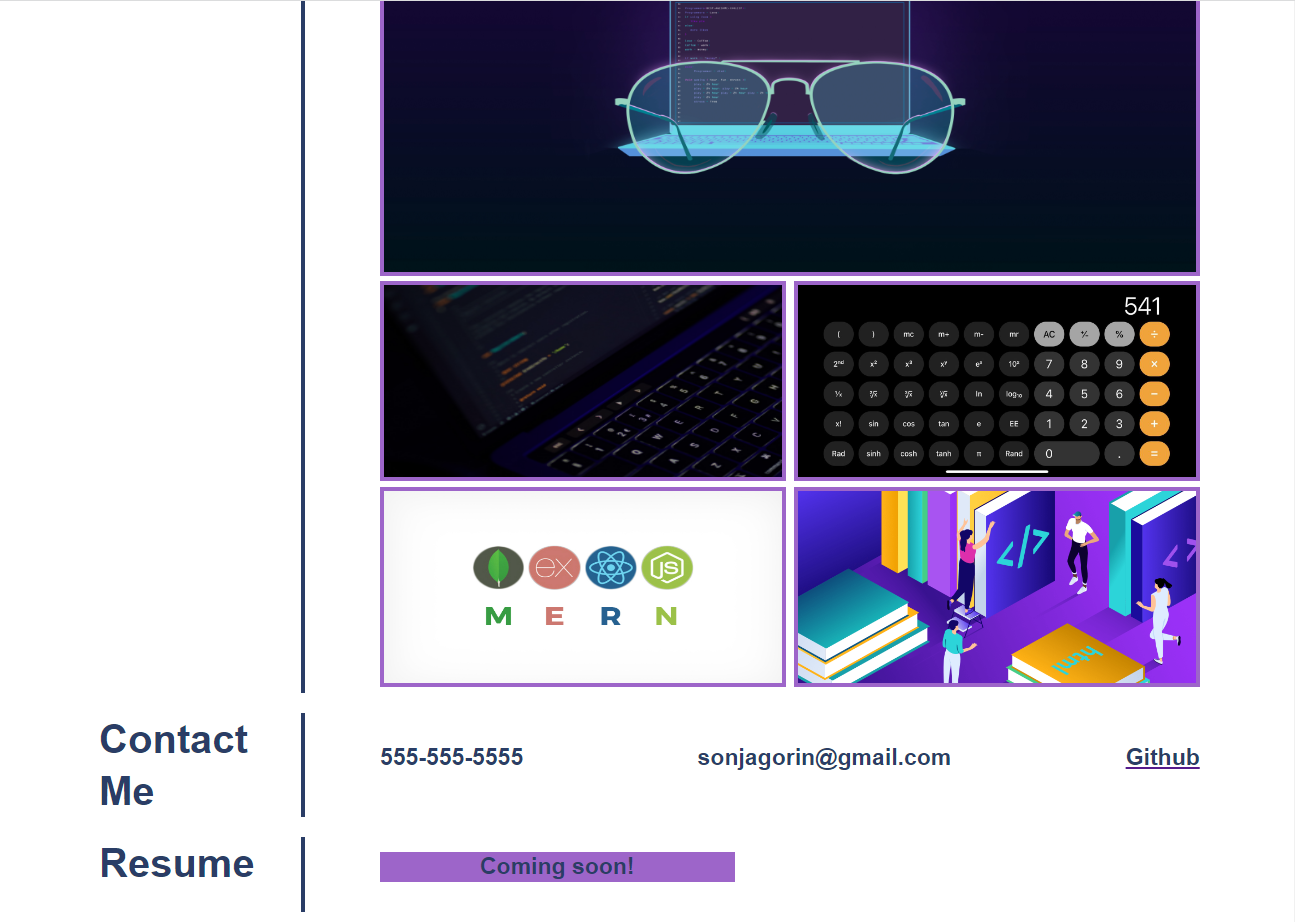 541
( ) mc m+ m- mr AC +⁄- % ÷
2ⁿᵈ x² x³ xʸ eˣ 10ˣ 7 8 9 ×
¹⁄x ²√x ³√x ʸ√x ln log₁₀ 4 5 6 −
x! sin cos tan e EE 1 2 3 +
Rad sinh cosh tanh π Rand 0 . =
ex JS
M E R N
</>
html
Contact
Me
555-555-5555 sonjagorin@gmail.com Github
Resume
Coming soon!